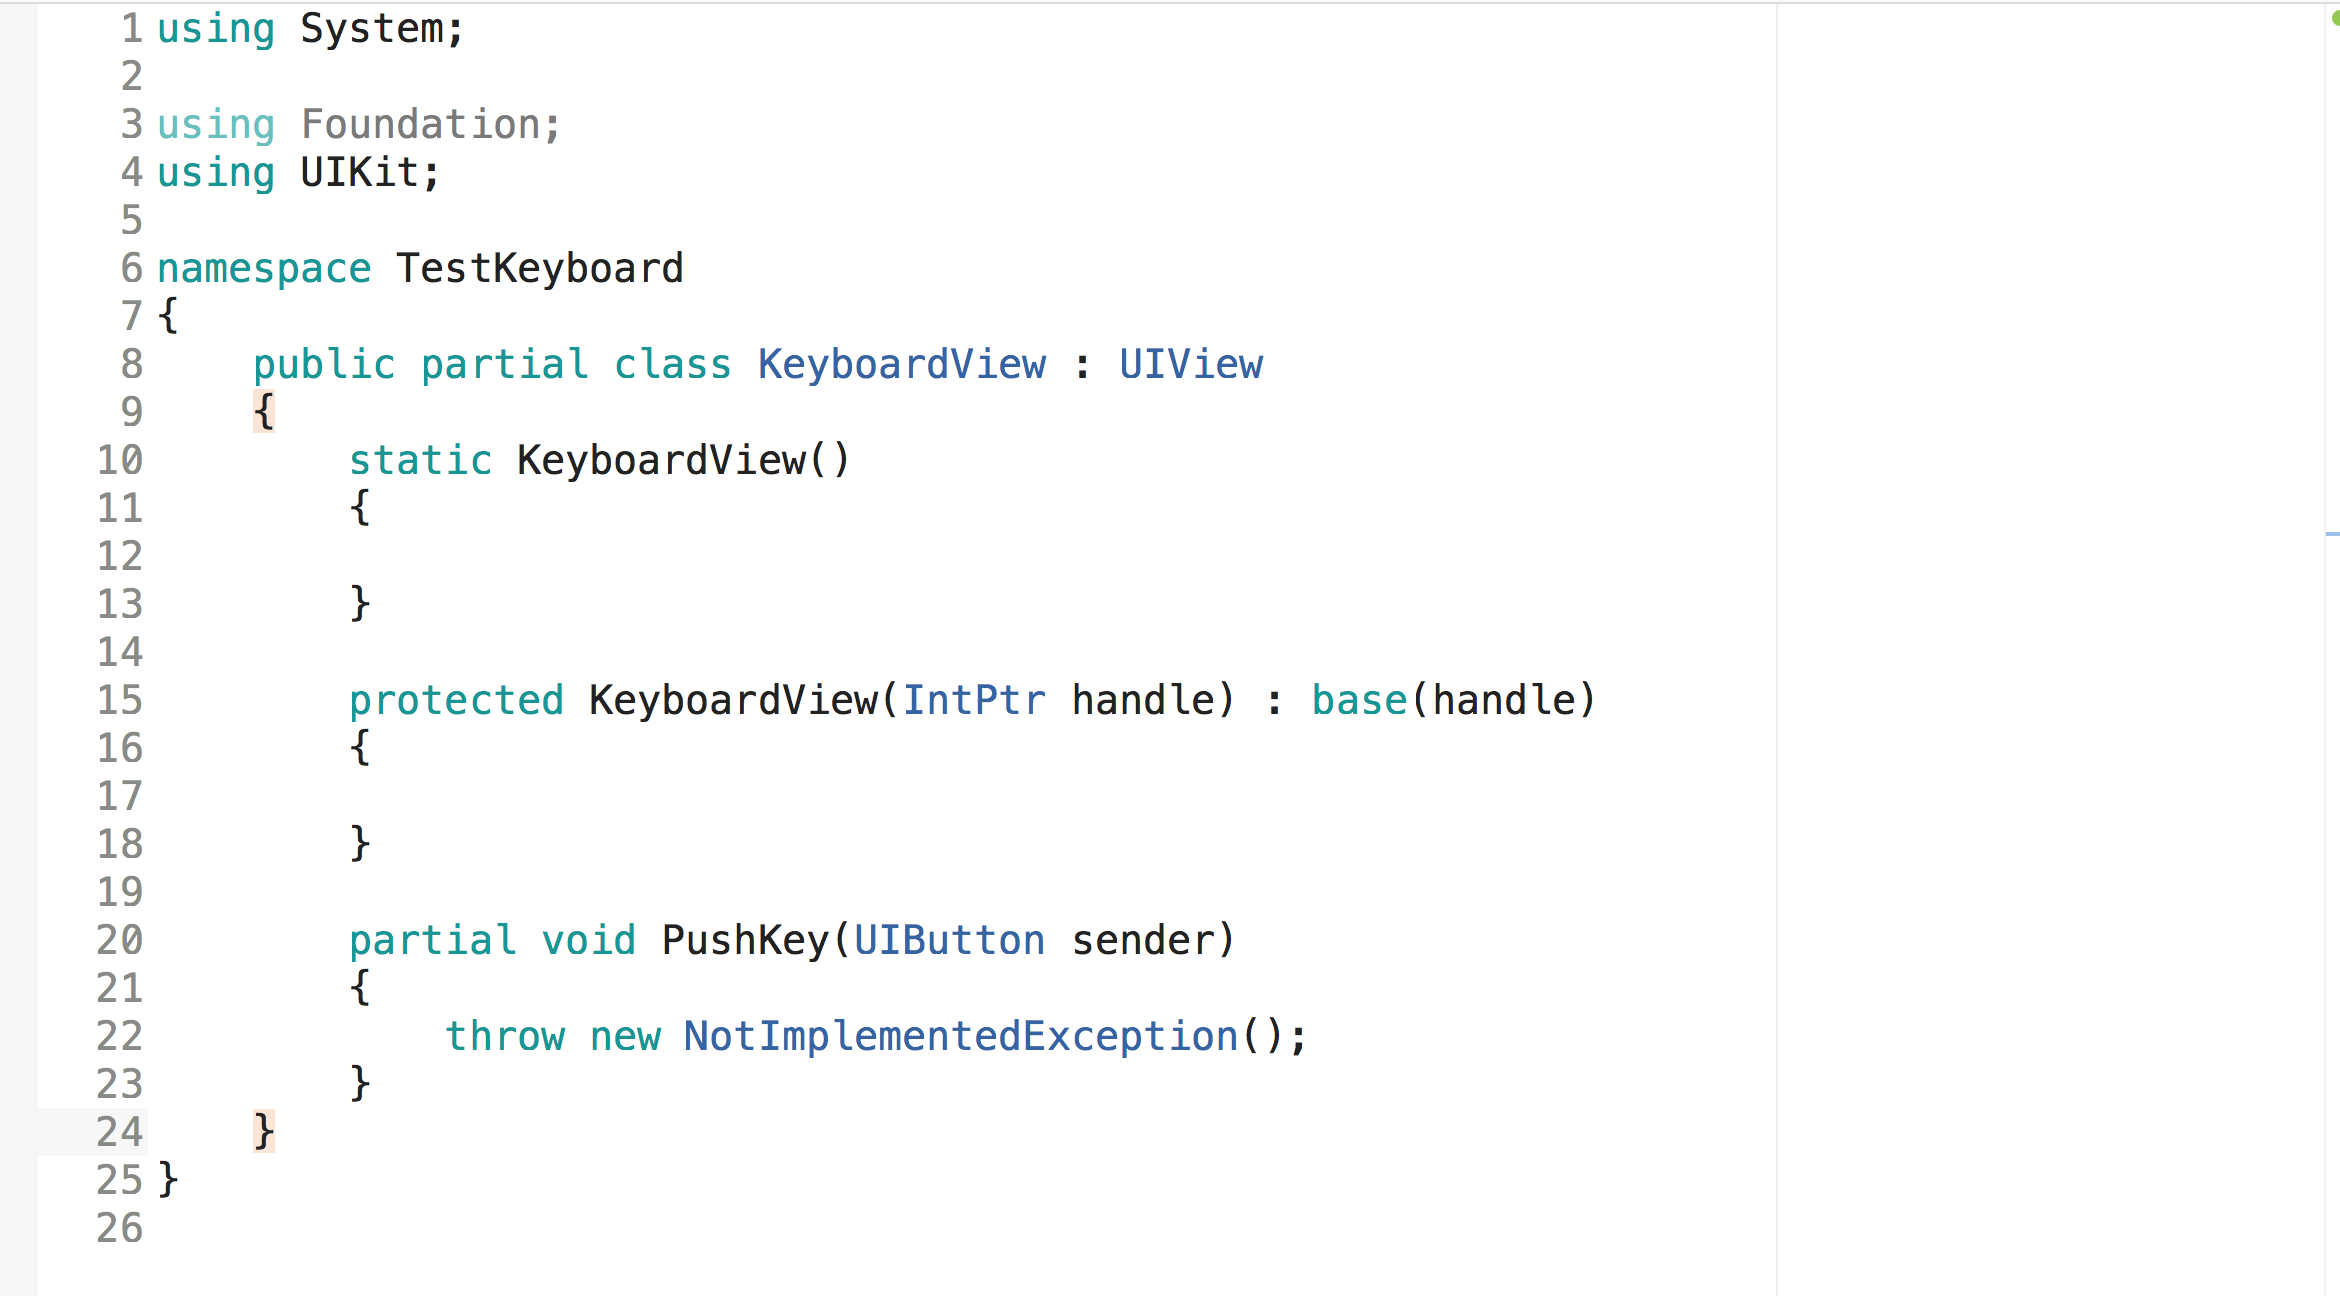 1 using System;
2
3 using Foundation;
4 using UIKit;
5
6 namespace TestKeyboard
7 {
8     public partial class KeyboardView : UIView
9     {
10         static KeyboardView()
11         {
12
13         }
14
15         protected KeyboardView(IntPtr handle) : base(handle)
16         {
17
18         }
19
20         partial void PushKey(UIButton sender)
21         {
22             throw new NotImplementedException();
23         }
24     }
25 }
26